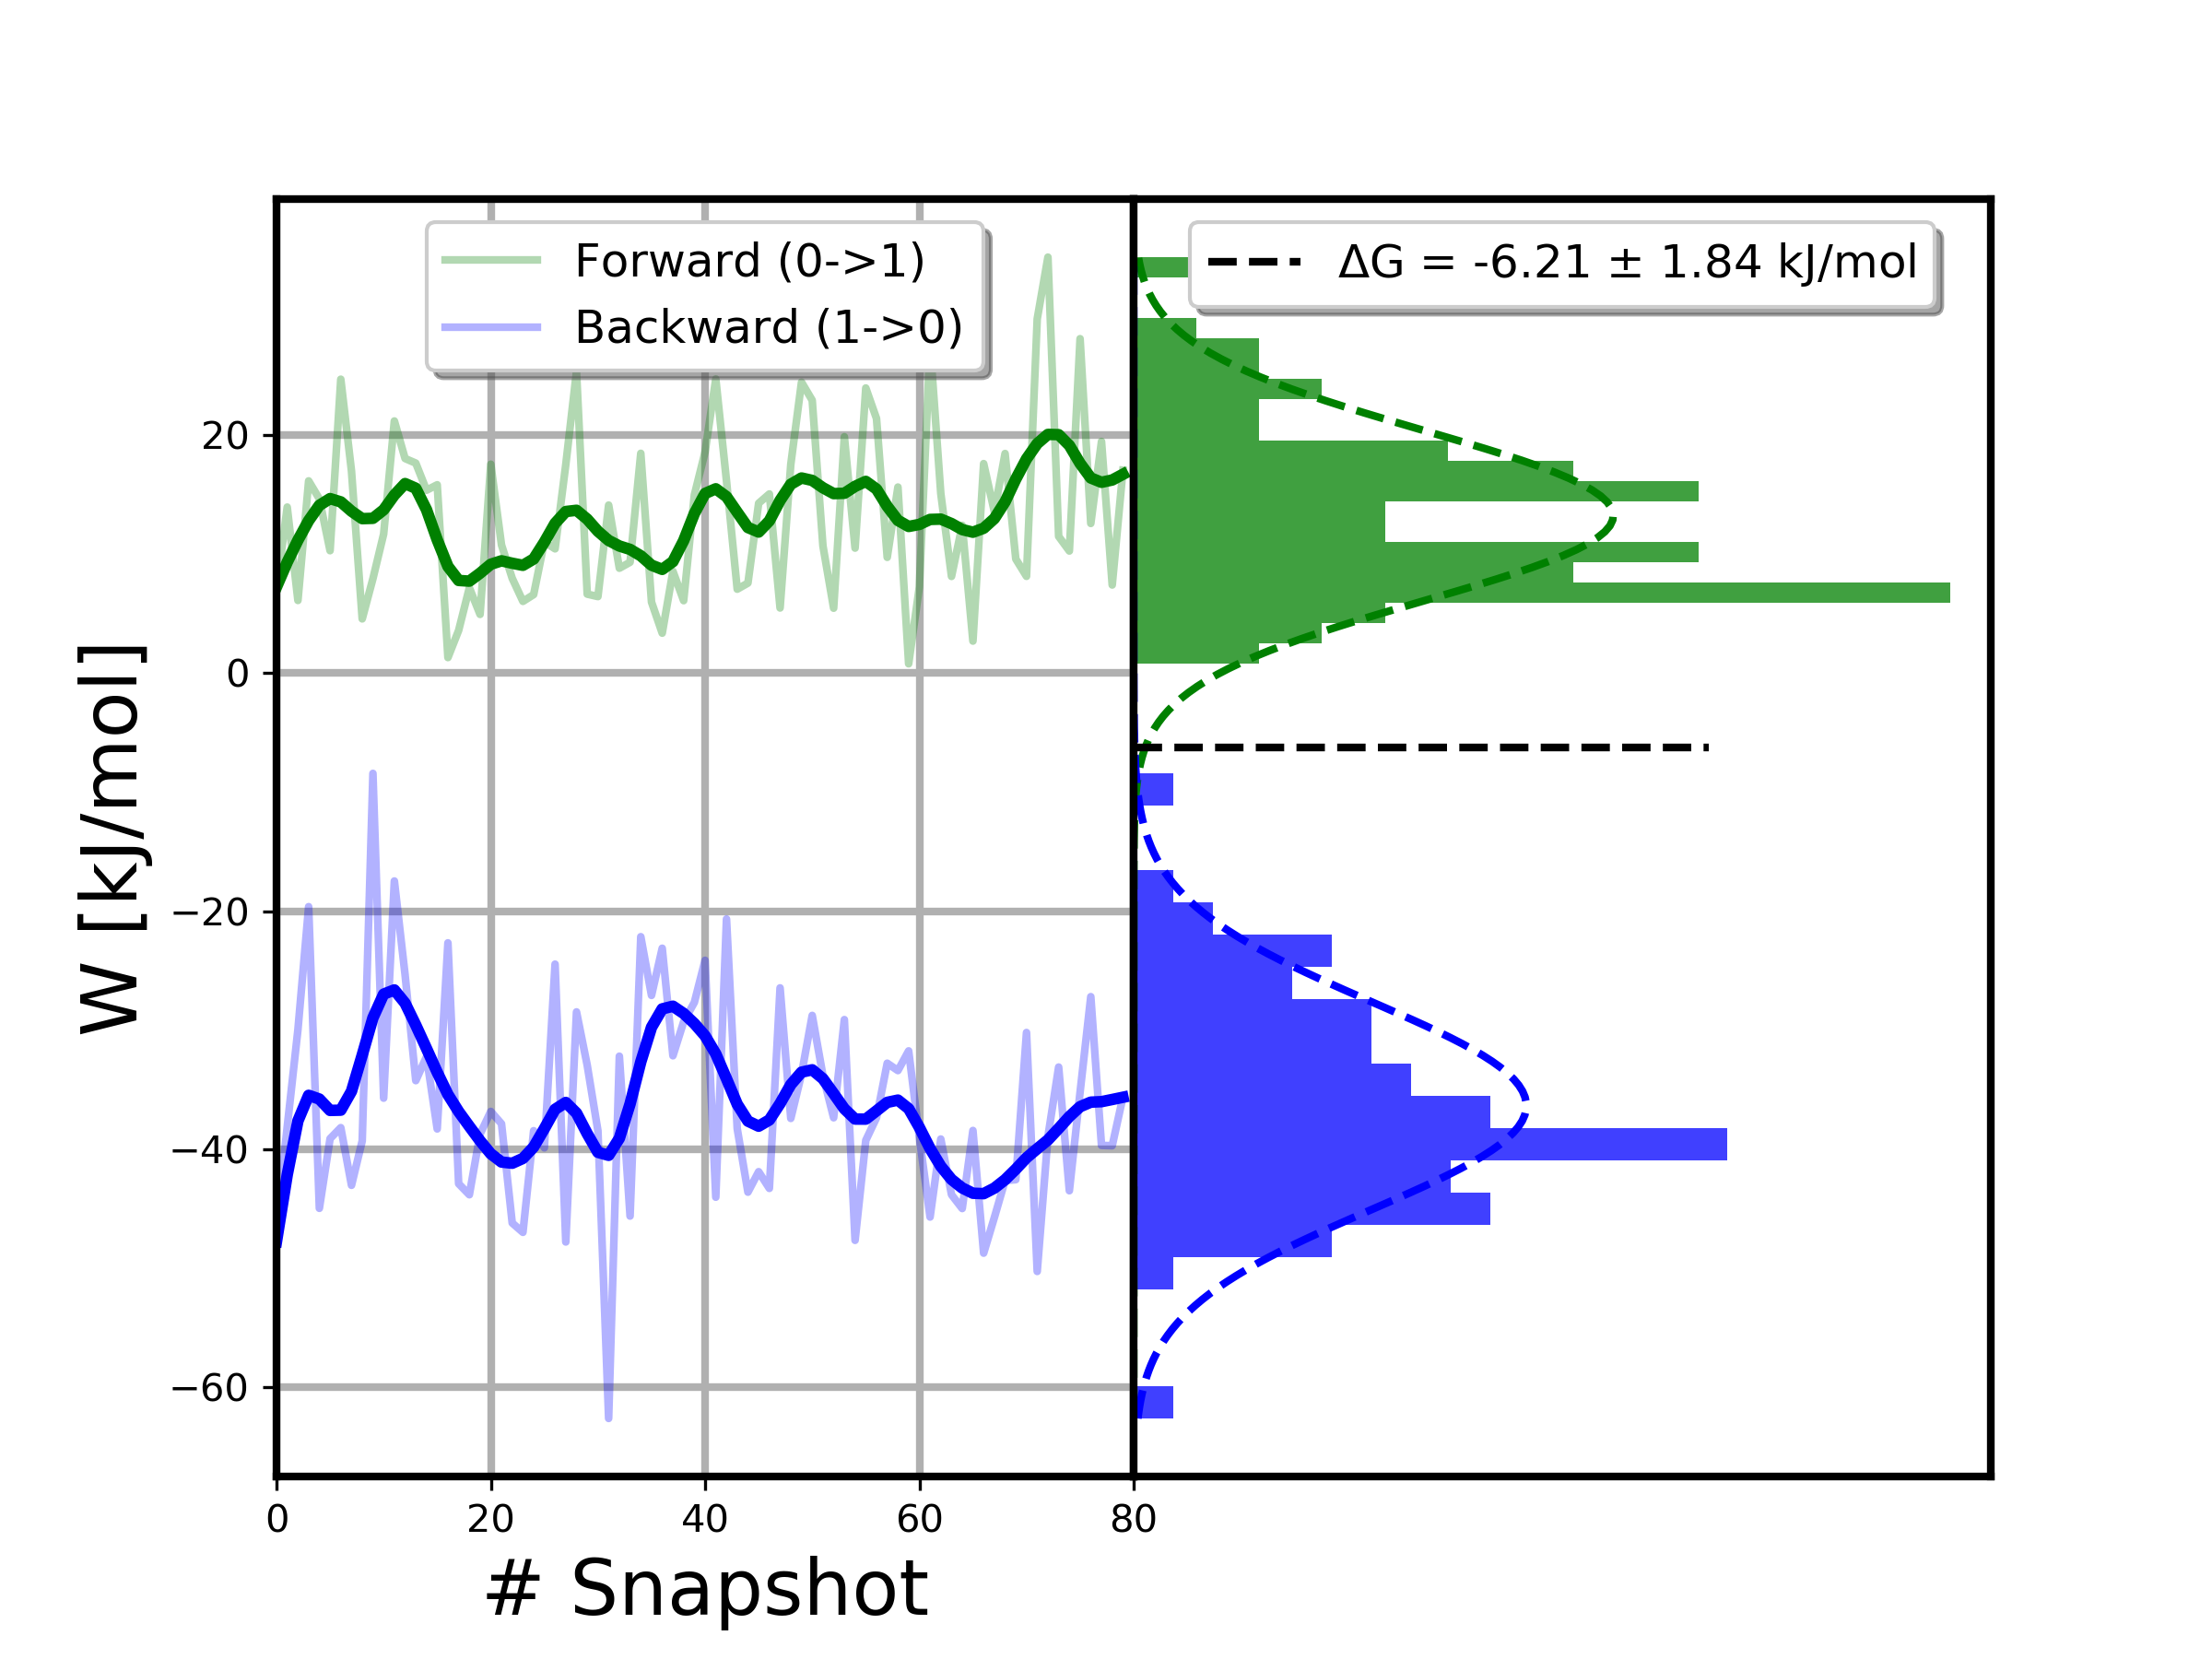 Forward (0->1)
Backward (1->0)
ΔG = -6.21 ± 1.84 kJ/mol
W [kJ/mol]
20
0
−20
−40
−60
0 20 40 60 80
# Snapshot